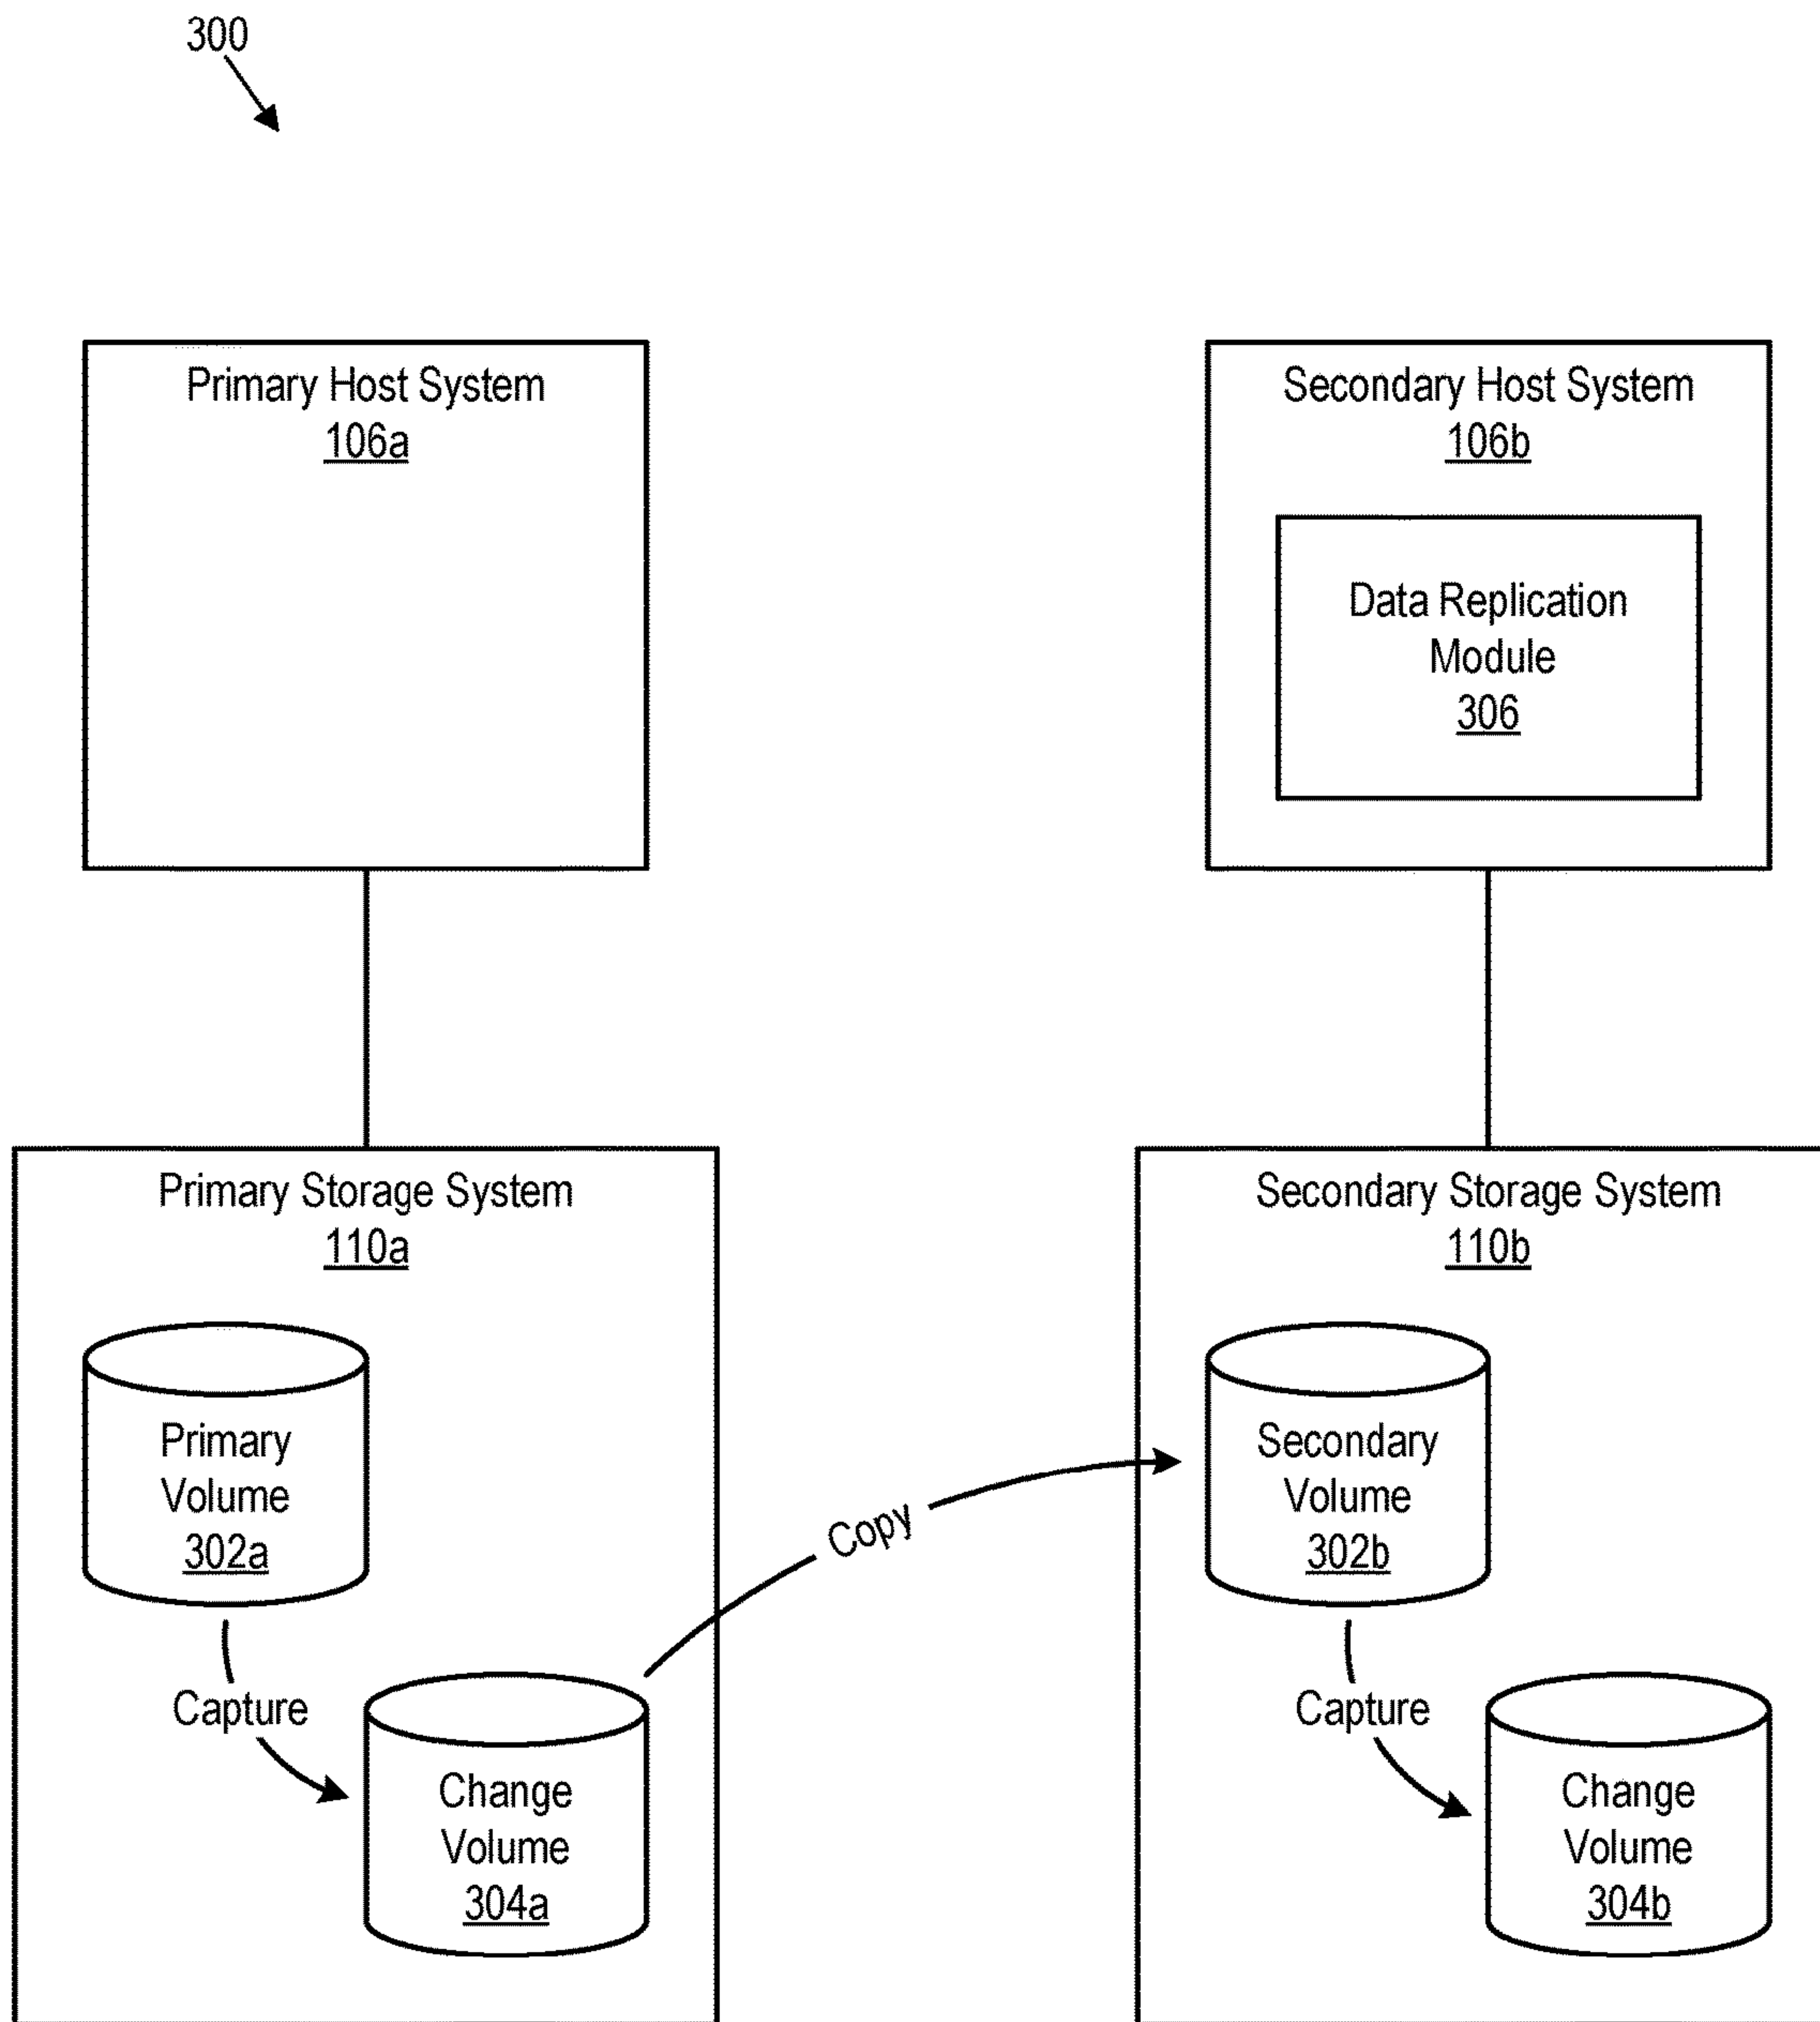 300
Primary Host System
106a
Secondary Host System
106b
Data Replication
Module
306
Primary Storage System
110a
Primary
Volume
302a
Capture
Change
Volume
304a
Copy
Secondary Storage System
110b
Secondary
Volume
302b
Capture
Change
Volume
304b